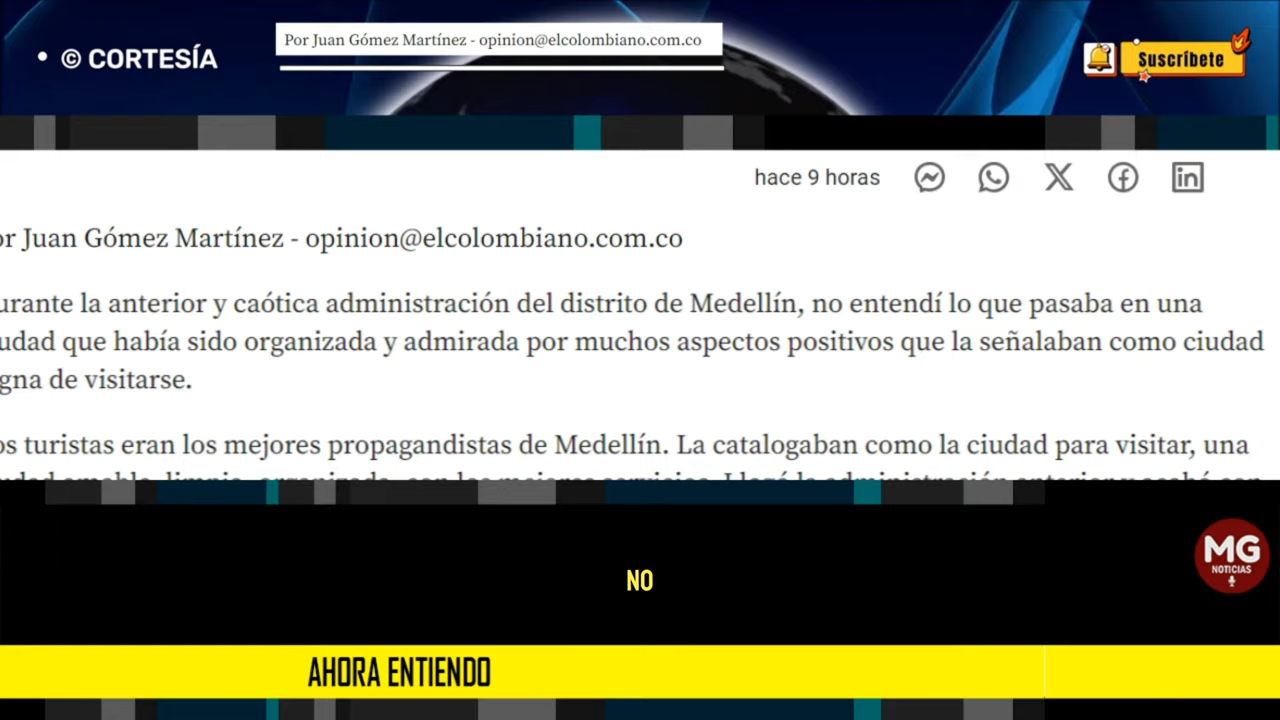 • © CORTESÍA
Por Juan Gómez Martínez - opinion@elcolombiano.com.co
Suscríbete
hace 9 horas
or Juan Gómez Martínez - opinion@elcolombiano.com.co
urante la anterior y caótica administración del distrito de Medellín, no entendí lo que pasaba en una
udad que había sido organizada y admirada por muchos aspectos positivos que la señalaban como ciudad
gna de visitarse.
os turistas eran los mejores propagandistas de Medellín. La catalogaban como la ciudad para visitar, una
NO
MG
NOTICIAS
AHORA ENTIENDO